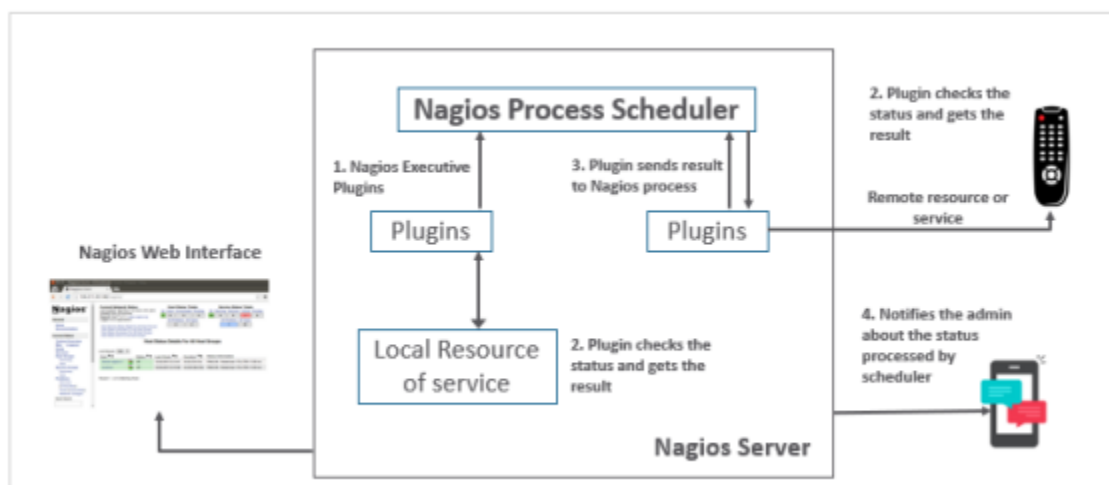 Nagios Process Scheduler
1. Nagios Executive
Plugins
3. Plugin sends result
to Nagios process
2. Plugin checks the
status and gets the
result
Plugins
Plugins
Remote resource or
service
Nagios Web Interface
Nagios
Local Resource
of service
2. Plugin checks the
status and gets the
result
4. Notifies the admin
about the status
processed by
scheduler
Nagios Server